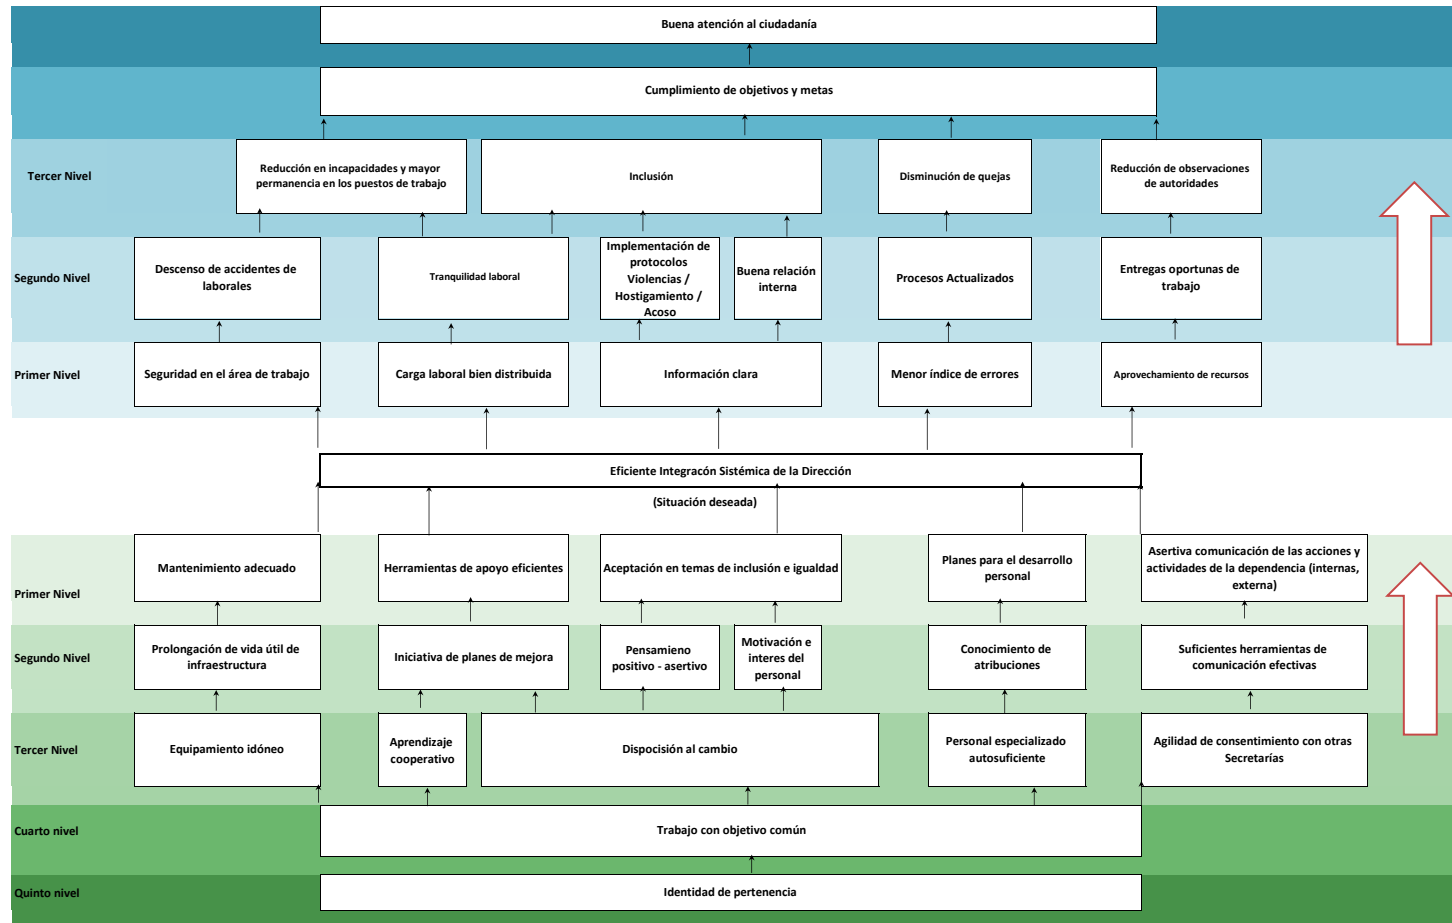 Buena atención al ciudadanía
Cumplimiento de objetivos y metas
Tercer Nivel
Reducción en incapacidades y mayor
permanencia en los puestos de trabajo
Inclusión
Disminución de quejas
Reducción de observaciones
de autoridades
Segundo Nivel
Descenso de accidentes de
laborales
Tranquilidad laboral
Implementación de
protocolos
Violencias /
Hostigamiento /
Acoso
Buena relación
interna
Procesos Actualizados
Entregas oportunas de
trabajo
Primer Nivel
Seguridad en el área de trabajo
Carga laboral bien distribuida
Información clara
Menor índice de errores
Aprovechamiento de recursos
Eficiente Integracón Sistémica de la Dirección
(Situación deseada)
Primer Nivel
Mantenimiento adecuado
Herramientas de apoyo eficientes
Aceptación en temas de inclusión e igualdad
Planes para el desarrollo
personal
Asertiva comunicación de las acciones y
actividades de la dependencia (internas,
externa)
Segundo Nivel
Prolongación de vida útil de
infraestructura
Iniciativa de planes de mejora
Pensamieno
positivo - asertivo
Motivación e
interes del
personal
Conocimiento de
atribuciones
Suficientes herramientas de
comunicación efectivas
Tercer Nivel
Equipamiento idóneo
Aprendizaje
cooperativo
Disposición al cambio
Personal especializado
autosuficiente
Agilidad de consentimiento con otras
Secretarías
Cuarto nivel
Trabajo con objetivo común
Quinto nivel
Identidad de pertenencia